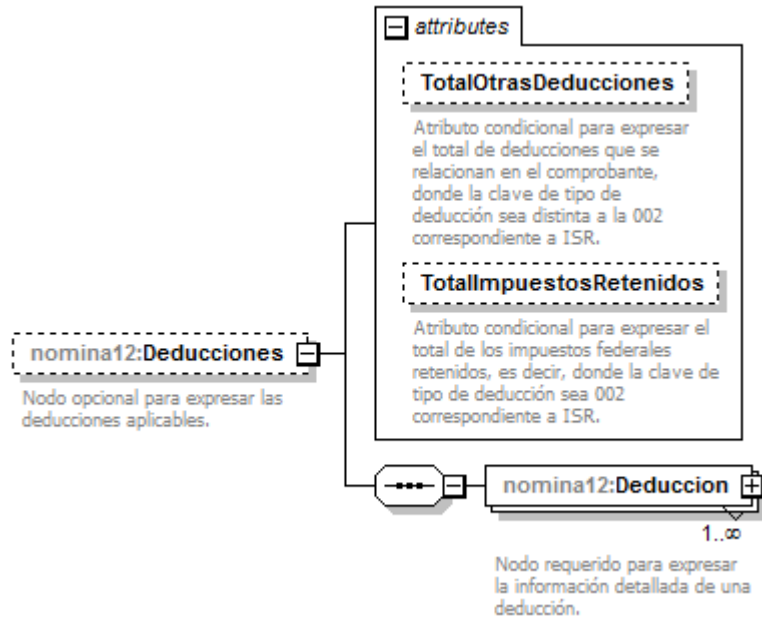 attributes
TotalOtrasDeducciones
Atributo condicional para expresar
el total de deducciones que se
relacionan en el comprobante,
donde la clave de tipo de
deducción sea distinta a la 002
correspondiente a ISR.
TotalImpuestosRetenidos
Atributo condicional para expresar el
total de los impuestos federales
retenidos, es decir, donde la clave de
tipo de deducción sea 002
correspondiente a ISR.
nomina12:Deducciones
Nodo opcional para expresar las
deducciones aplicables.
nomina12:Deduccion
1..∞
Nodo requerido para expresar
la información detallada de una
deducción.